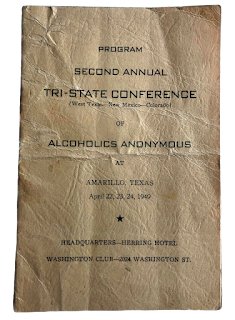 PROGRAM
SECOND ANNUAL
TRI-STATE CONFERENCE
(West Texas—New Mexico—Colorado)
OF
ALCOHOLICS ANONYMOUS
AT
AMARILLO, TEXAS
April 22, 23, 24, 1949
HEADQUARTERS—HERRING HOTEL
WASHINGTON CLUB—2024 WASHINGTON ST.